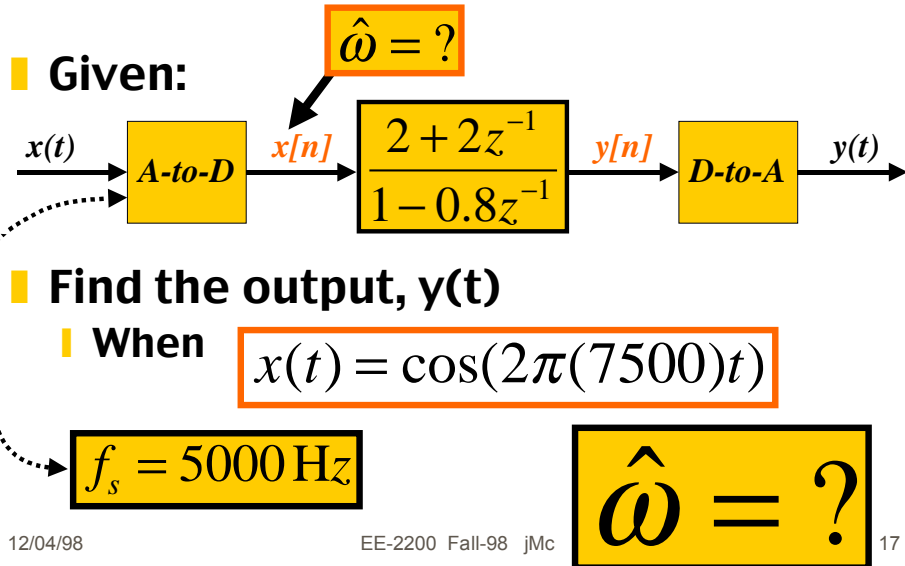 ω̂ = ?
Given:
x(t) A-to-D x[n] (2 + 2z⁻¹)/(1 − 0.8z⁻¹) y[n] D-to-A y(t)
Find the output, y(t)
When x(t) = cos(2π(7500)t)
fₛ = 5000 Hz
ω̂ = ?
12/04/98 EE-2200 Fall-98 jMc 17